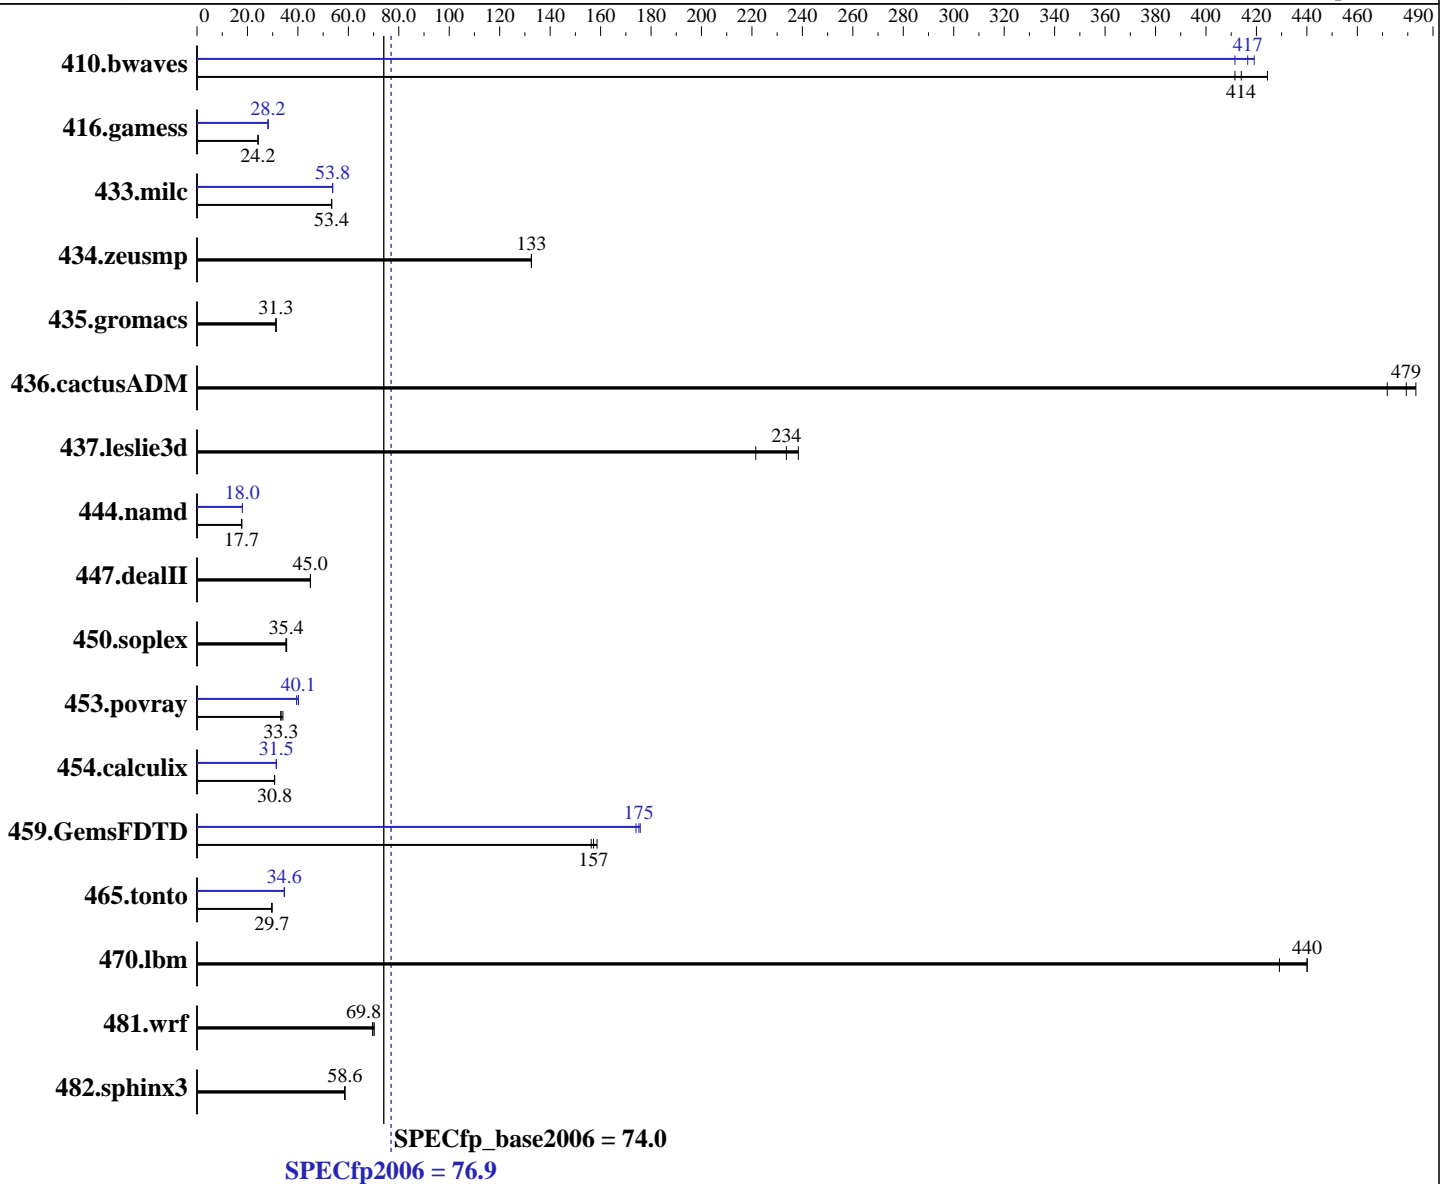 0 20.0 40.0 60.0 80.0 100 120 140 160 180 200 220 240 260 280 300 320 340 360 380 400 420 440 460 490
410.bwaves 417
414
416.gamess 28.2
24.2
433.milc 53.8
53.4
434.zeusmp 133
435.gromacs 31.3
436.cactusADM 479
437.leslie3d 234
444.namd 18.0
17.7
447.dealII 45.0
450.soplex 35.4
453.povray 40.1
33.3
454.calculix 31.5
30.8
459.GemsFDTD 175
157
465.tonto 34.6
29.7
470.lbm 440
481.wrf 69.8
482.sphinx3 58.6
SPECfp_base2006 = 74.0
SPECfp2006 = 76.9